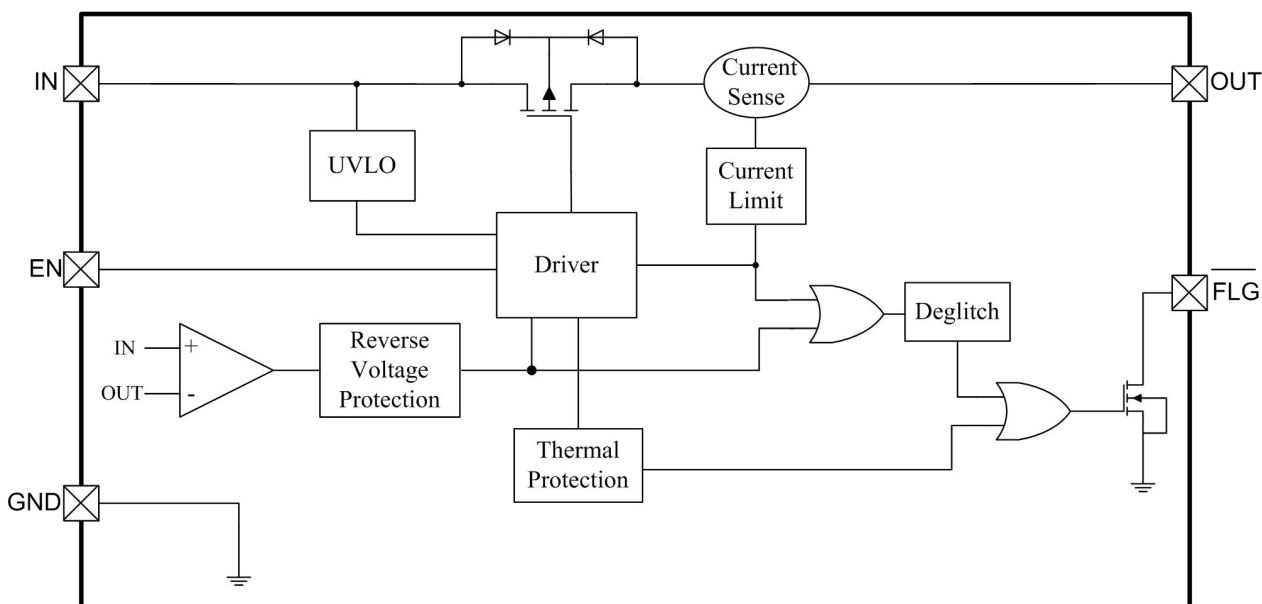 IN
Current
Sense
OUT
UVLO
Current
Limit
EN
Driver
FLG
Deglitch
IN
+
OUT
-
Reverse
Voltage
Protection
Thermal
Protection
GND